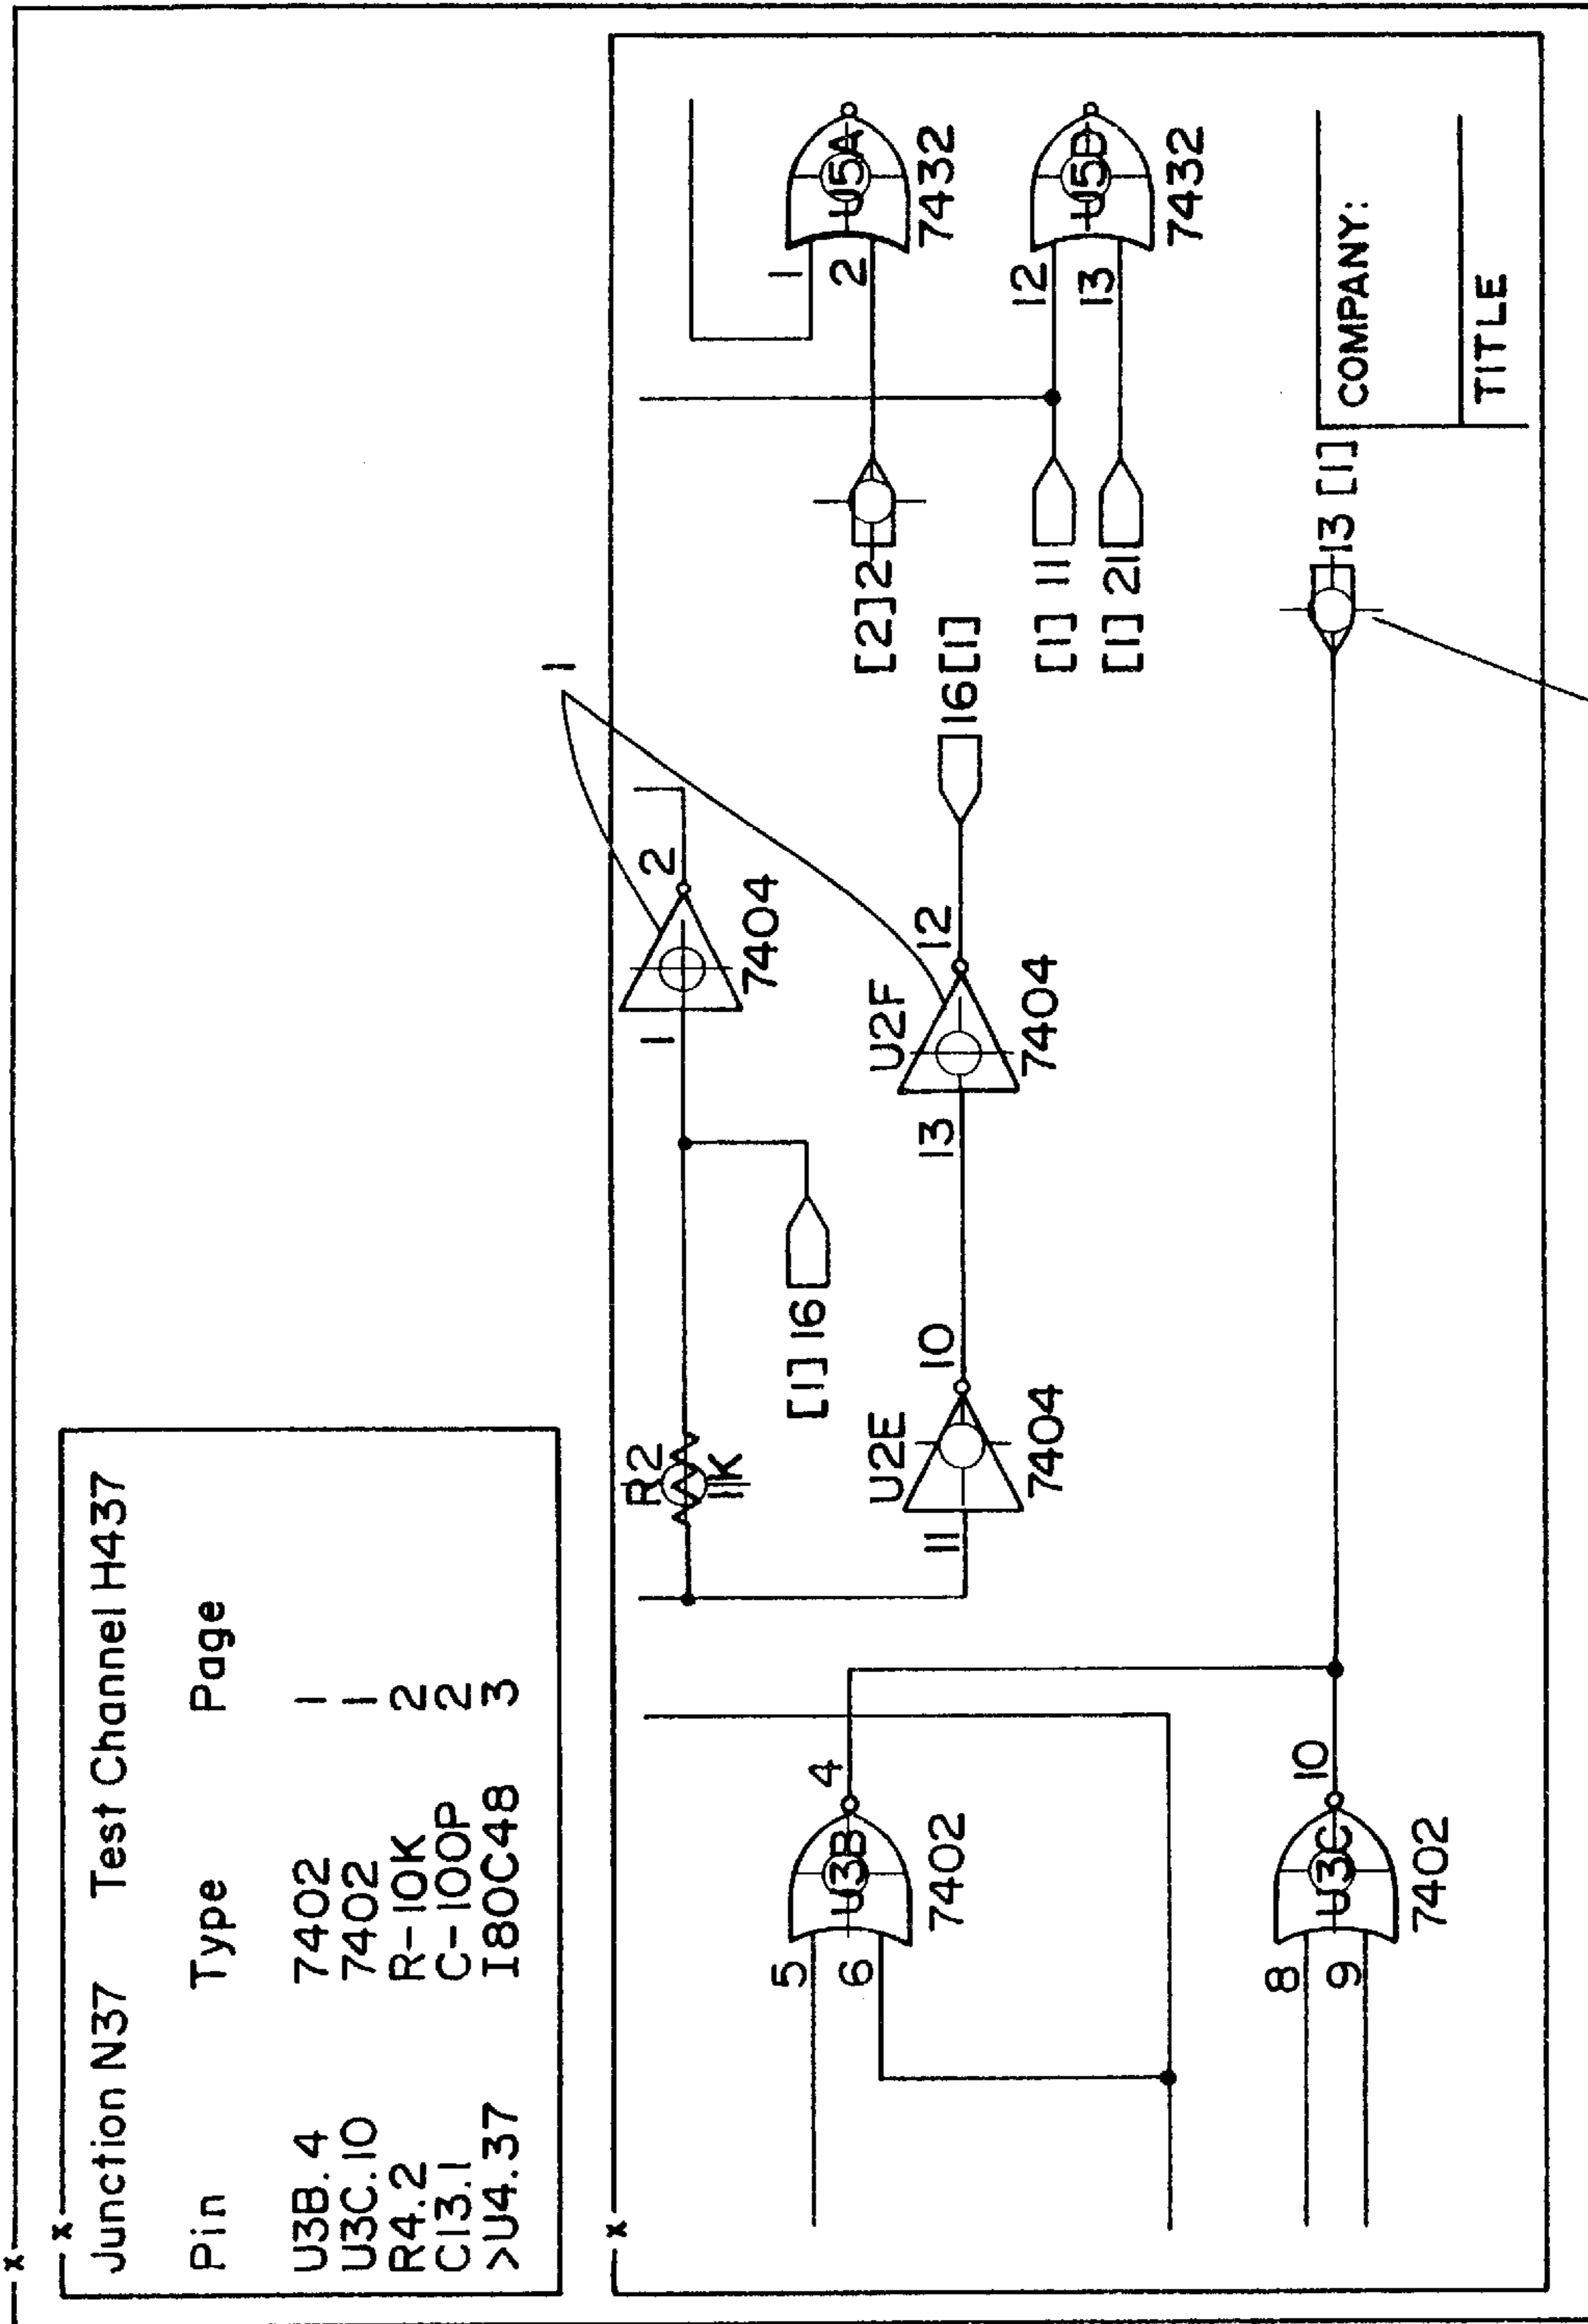 x
x
Junction N37 Test Channel H437
Pin Type Page
U3B.4 7402 1
U3C.10 7402 1
R4.2 R-10K 2
C13.1 C-100P 2
>U4.37 I80C48 3
1
x
R2
1K
1
2
7404
[1] 16
5
6
U3B
4
7402
U2E
11
10
7404
U2F
13
12
7404
16 [1]
[2] 2
1
2
U5A
7432
[1] 11
[1] 21
12
13
U5D
7432
8
9
U3C
10
7402
13 [1]
COMPANY:
TITLE